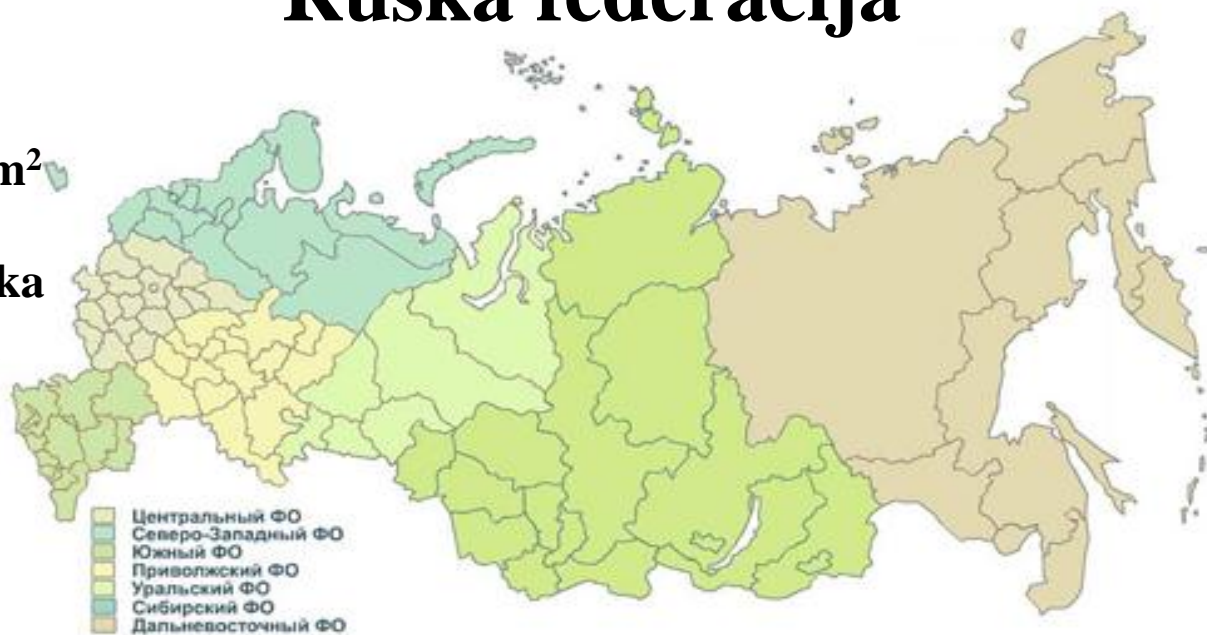 Ruska federacija
m²
ka
Центральный ФО
Северо-Западный ФО
Южный ФО
Приволжский ФО
Уральский ФО
Сибирский ФО
Дальневосточный ФО